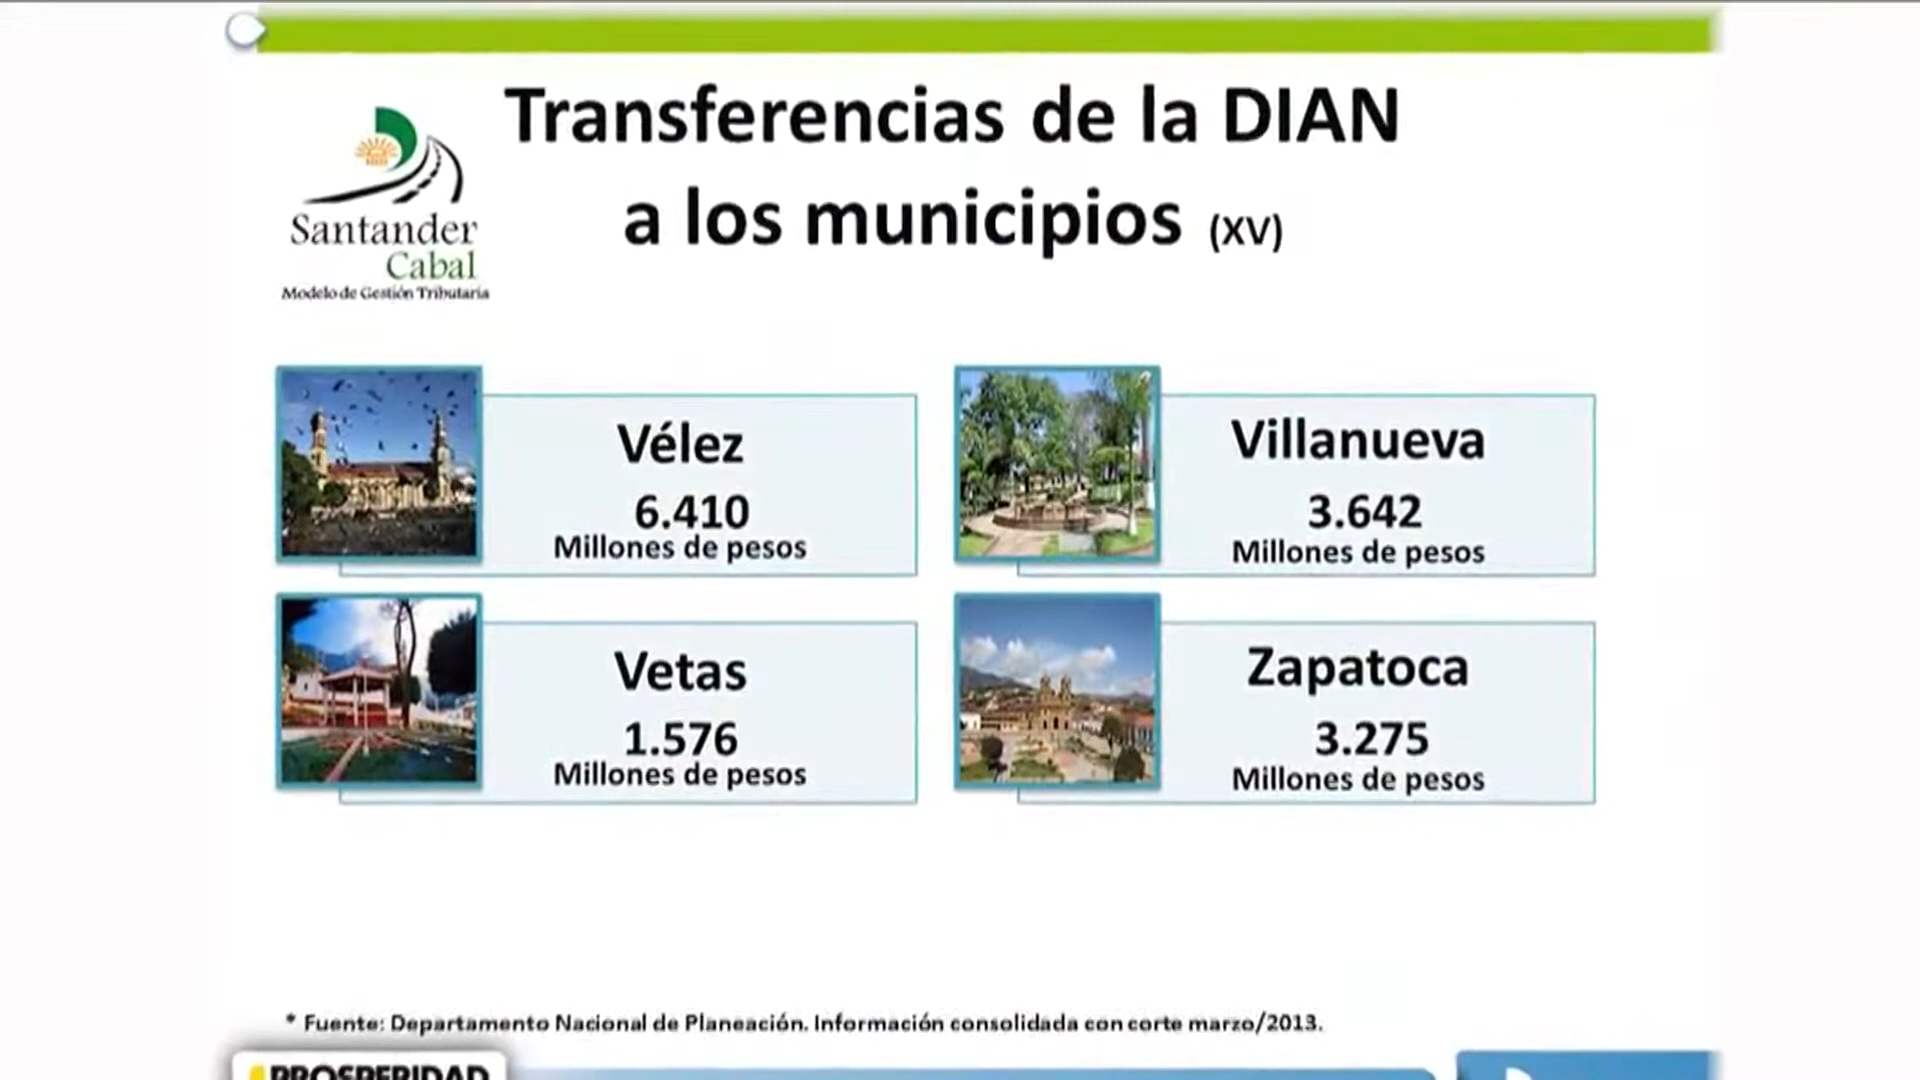 Transferencias de la DIAN
a los municipios (XV)
Santander
Cabal
Modelo de Gestión Tributaria
Vélez
6.410
Millones de pesos
Villanueva
3.642
Millones de pesos
Vetas
1.576
Millones de pesos
Zapatoca
3.275
Millones de pesos
* Fuente: Departamento Nacional de Planeación. Información consolidada con corte marzo/2013.
PROSPERIDAD